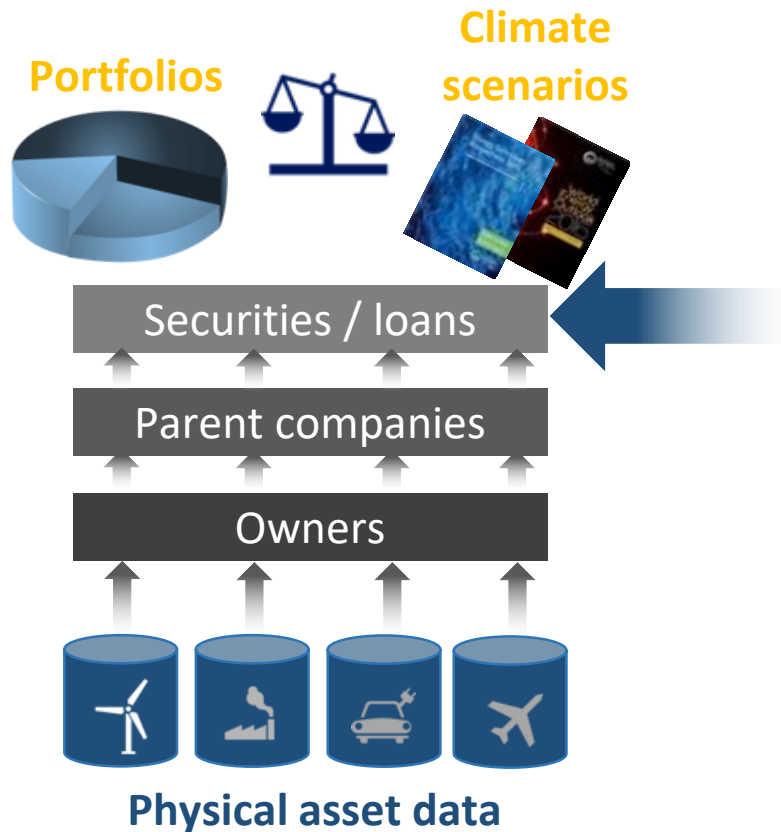 Portfolios
Climate
scenarios
Securities / loans
Parent companies
Owners
Physical asset data